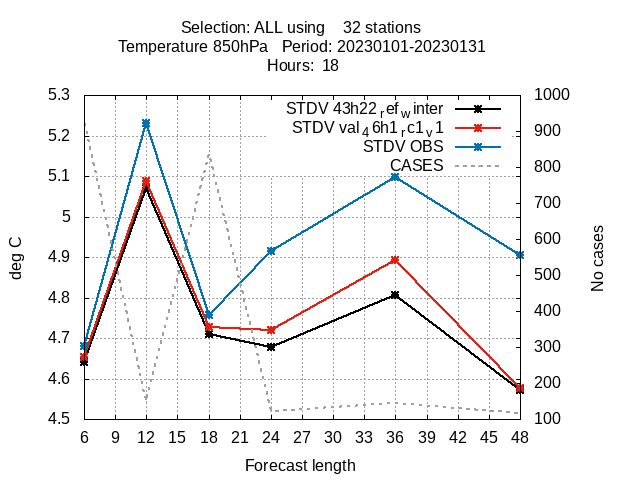 Selection: ALL using    32 stations
Temperature 850hPa   Period: 20230101-20230131
Hours:  18
STDV 43h22_ref_winter
STDV val_46h1_rc1_v1
STDV OBS
CASES
5.3
5.2
5.1
5
4.9
4.8
4.7
4.6
4.5
deg C
1000
900
800
700
600
500
400
300
200
100
No cases
6 9 12 15 18 21 24 27 30 33 36 39 42 45 48
Forecast length